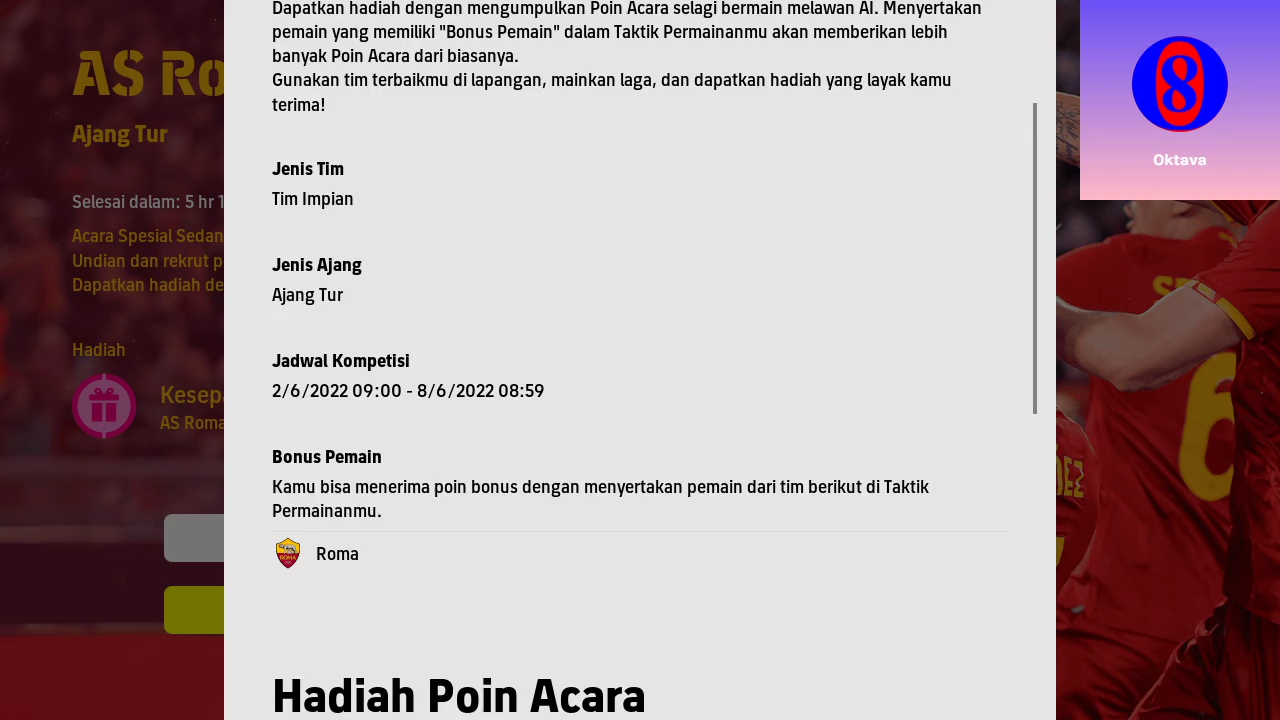 AS Ro
Ajang Tur
Selesai dalam: 5 hr 1
Acara Spesial Sedan
Undian dan rekrut p
Dapatkan hadiah de
Hadiah
Kesepa
AS Roma
Dapatkan hadiah dengan mengumpulkan Poin Acara selagi bermain melawan AI. Menyertakan
pemain yang memiliki "Bonus Pemain" dalam Taktik Permainanmu akan memberikan lebih
banyak Poin Acara dari biasanya.
Gunakan tim terbaikmu di lapangan, mainkan laga, dan dapatkan hadiah yang layak kamu
terima!
Jenis Tim
Tim Impian
Jenis Ajang
Ajang Tur
Jadwal Kompetisi
2/6/2022 09:00 - 8/6/2022 08:59
Bonus Pemain
Kamu bisa menerima poin bonus dengan menyertakan pemain dari tim berikut di Taktik
Permainanmu.
ROMA
Roma
Hadiah Poin Acara
8
Oktava
6